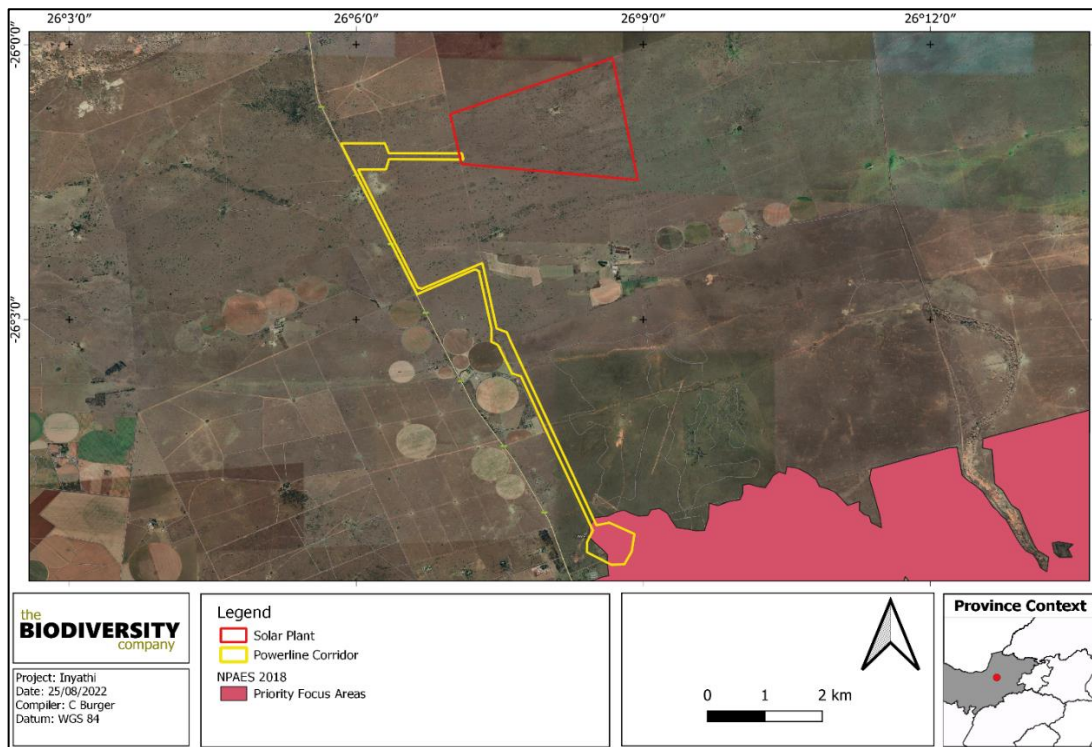 26°3'0"
26°6'0"
26°9'0"
26°12'0"
-26°0'0"
-26°3'0"
the
BIODIVERSITY
company
Project: Inyathi
Date: 25/08/2022
Compiler: C Burger
Datum: WGS 84
Legend
Solar Plant
Powerline Corridor
NPAES 2018
Priority Focus Areas
0 1 2 km
Province Context